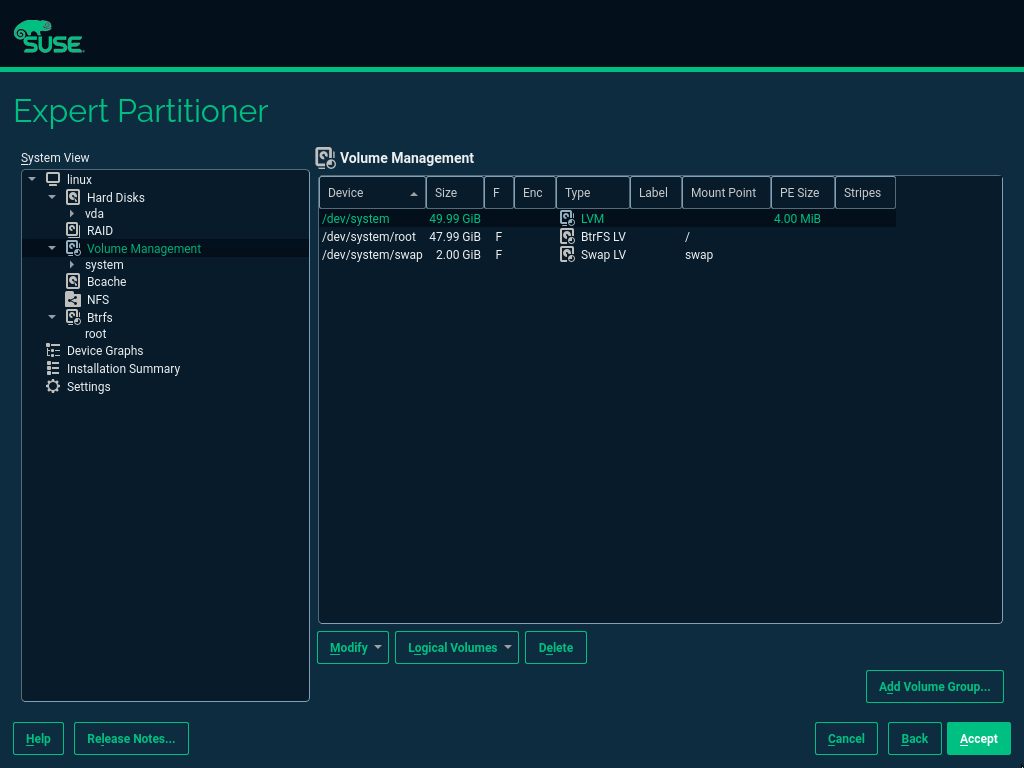 SUSE
Expert Partitioner
System View
linux
Hard Disks
vda
RAID
Volume Management
system
Bcache
NFS
Btrfs
root
Device Graphs
Installation Summary
Settings
Volume Management
Device Size F Enc Type Label Mount Point PE Size Stripes
/dev/system 49.99 GiB LVM 4.00 MiB
/dev/system/root 47.99 GiB F BtrFS LV /
/dev/system/swap 2.00 GiB F Swap LV swap
Modify Logical Volumes Delete
Add Volume Group...
Help Release Notes... Cancel Back Accept